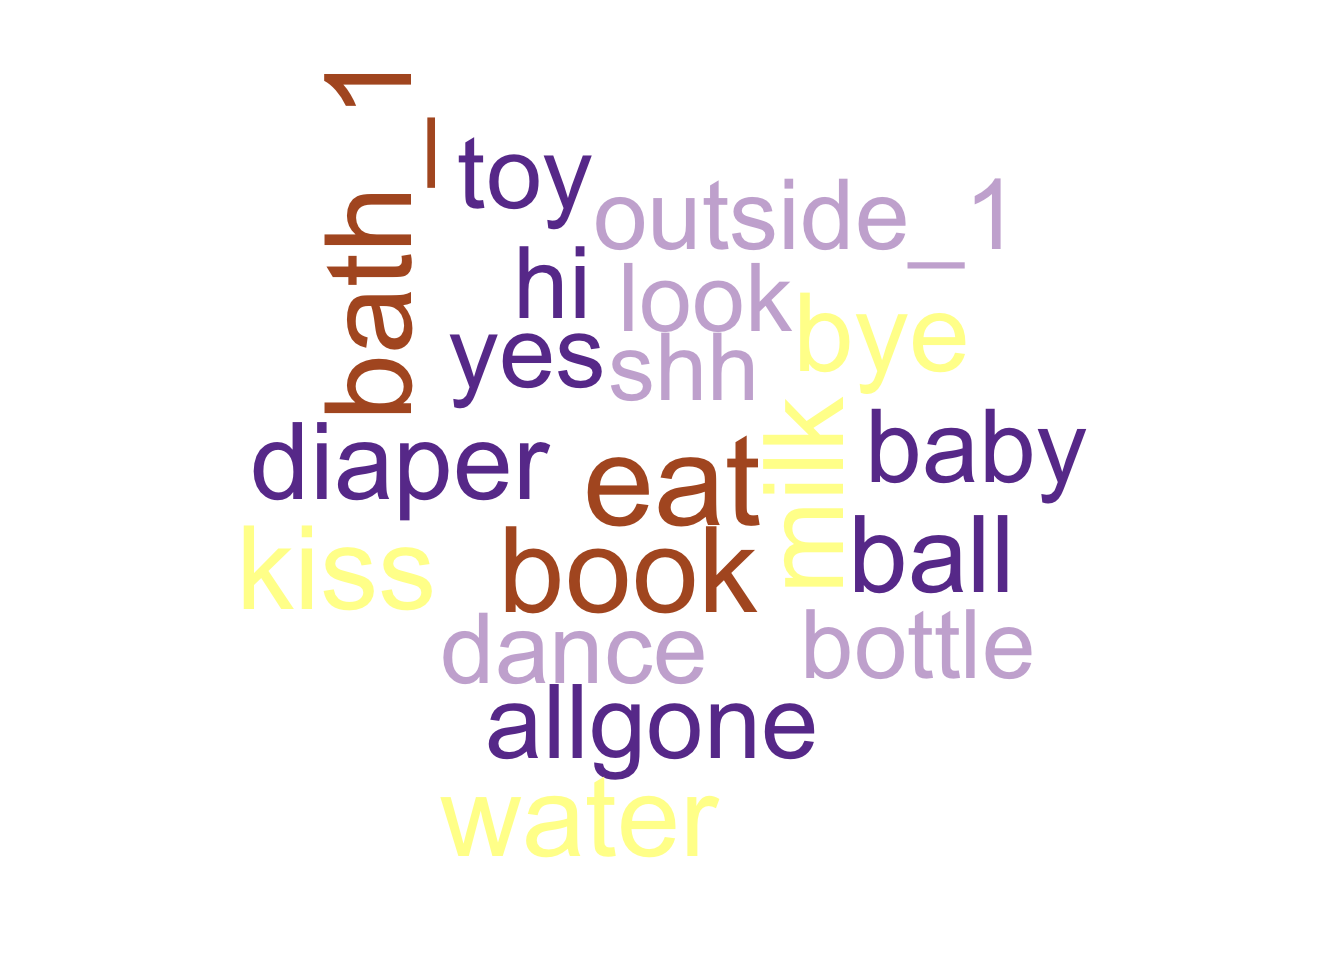 bath_1
toy
outside_1
hi
look
bye
yes
shh
milk
baby
diaper
eat
kiss
book
ball
dance
bottle
allgone
water